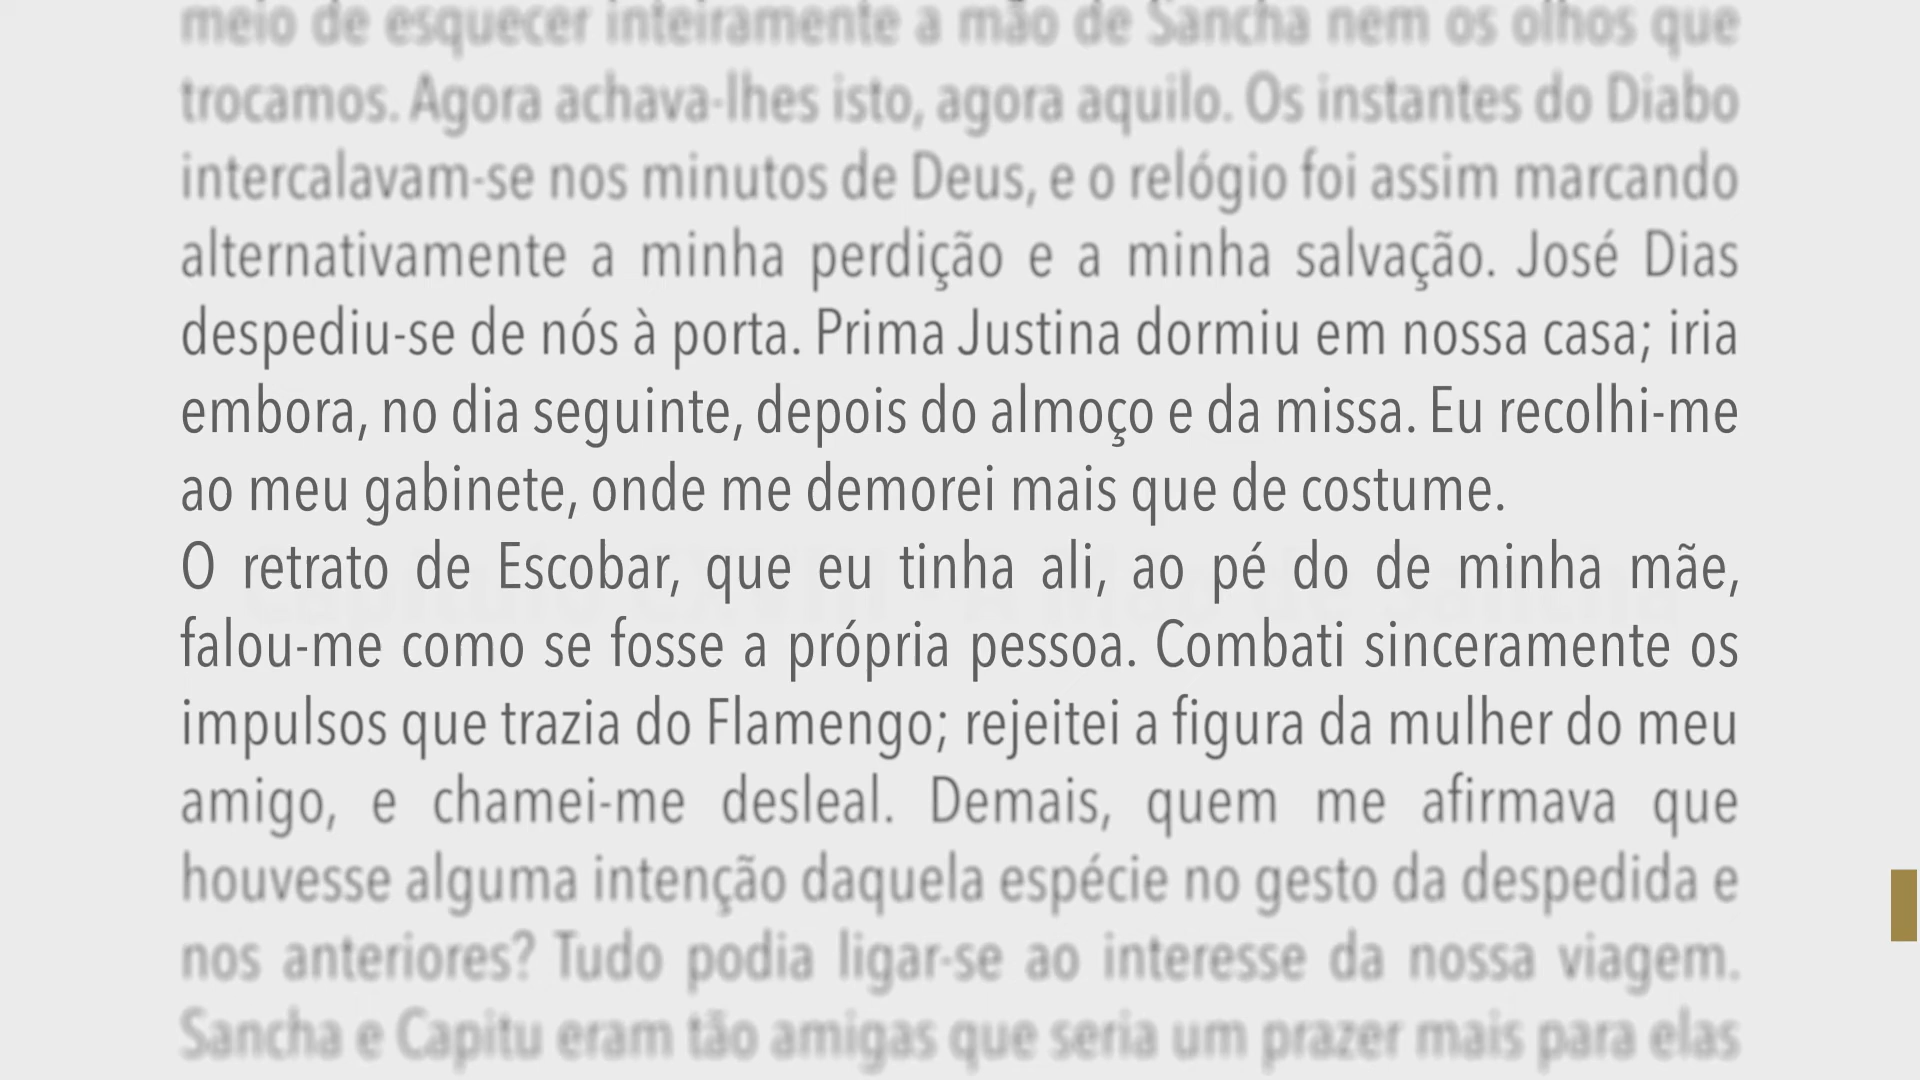 meio de esquecer inteiramente a mão de Sancha nem os olhos que
trocamos. Agora achava-lhes isto, agora aquilo. Os instantes do Diabo
intercalavam-se nos minutos de Deus, e o relógio foi assim marcando
alternativamente a minha perdição e a minha salvação. José Dias
despediu-se de nós à porta. Prima Justina dormiu em nossa casa; iria
embora, no dia seguinte, depois do almoço e da missa. Eu recolhi-me
ao meu gabinete, onde me demorei mais que de costume.
O retrato de Escobar, que eu tinha ali, ao pé do de minha mãe,
falou-me como se fosse a própria pessoa. Combati sinceramente os
impulsos que trazia do Flamengo; rejeitei a figura da mulher do meu
amigo, e chamei-me desleal. Demais, quem me afirmava que
houvesse alguma intenção daquela espécie no gesto da despedida e
nos anteriores? Tudo podia ligar-se ao interesse da nossa viagem.
Sancha e Capitu eram tão amigas que seria um prazer mais para elas